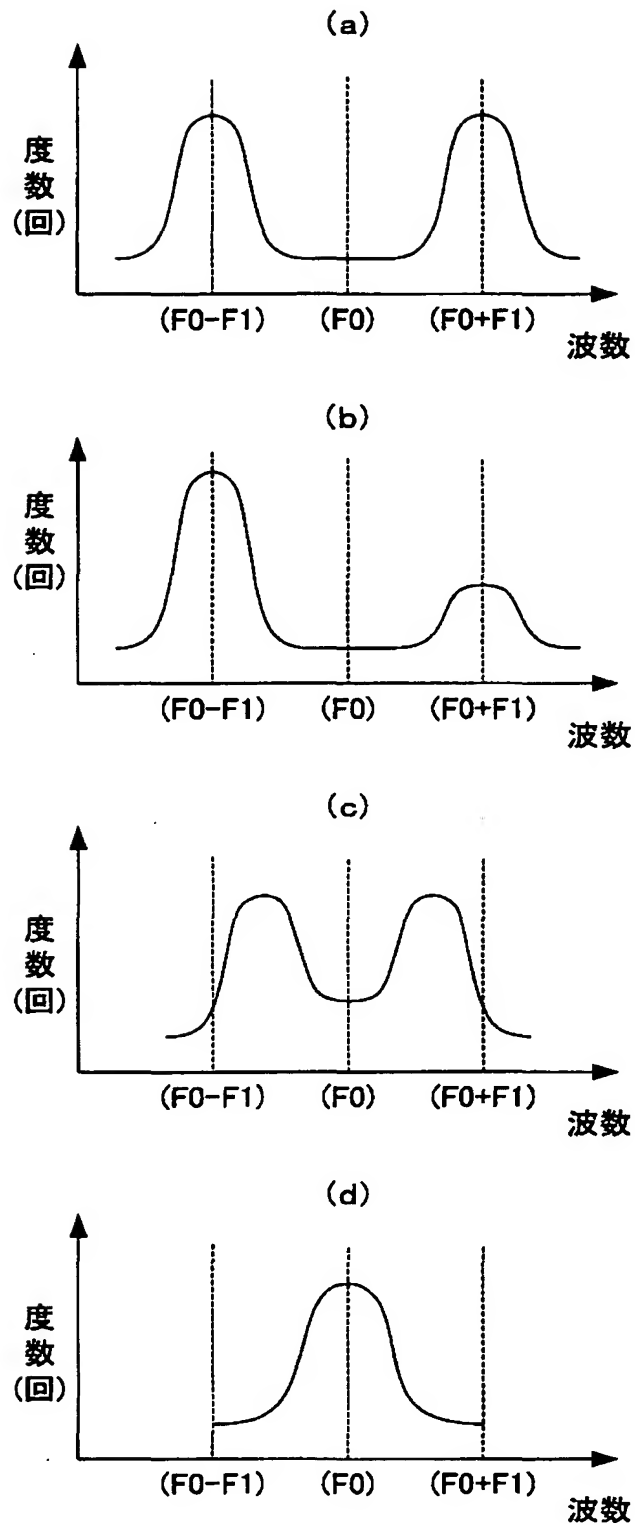 (a)
度
数
(回)
(F0-F1) (F0) (F0+F1)
波数
(b)
度
数
(回)
(F0-F1) (F0) (F0+F1)
波数
(c)
度
数
(回)
(F0-F1) (F0) (F0+F1)
波数
(d)
度
数
(回)
(F0-F1) (F0) (F0+F1)
波数